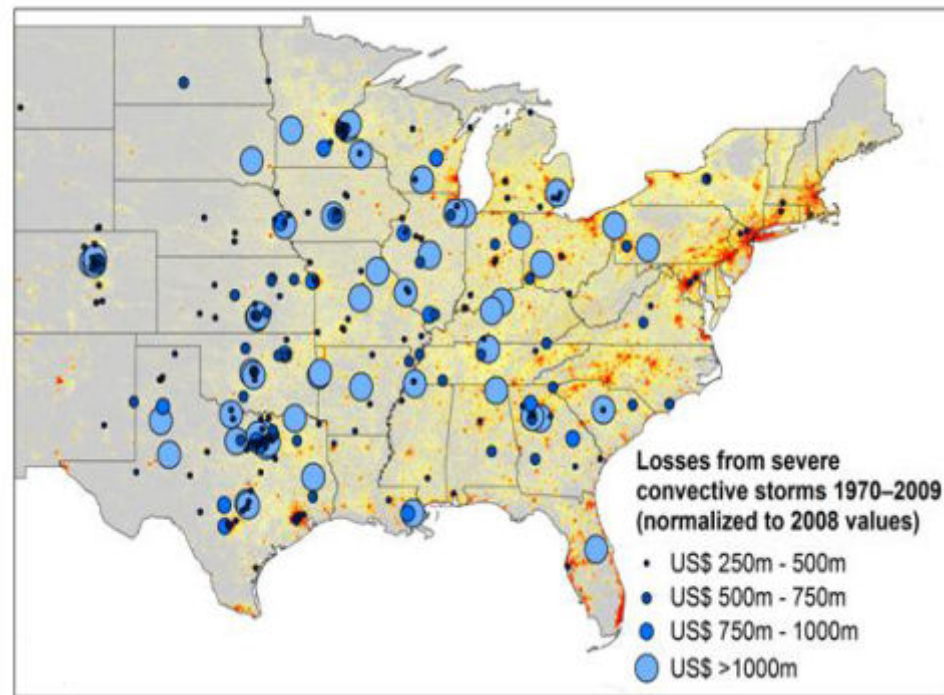 Losses from severe
convective storms 1970–2009
(normalized to 2008 values)
US$ 250m - 500m
US$ 500m - 750m
US$ 750m - 1000m
US$ >1000m